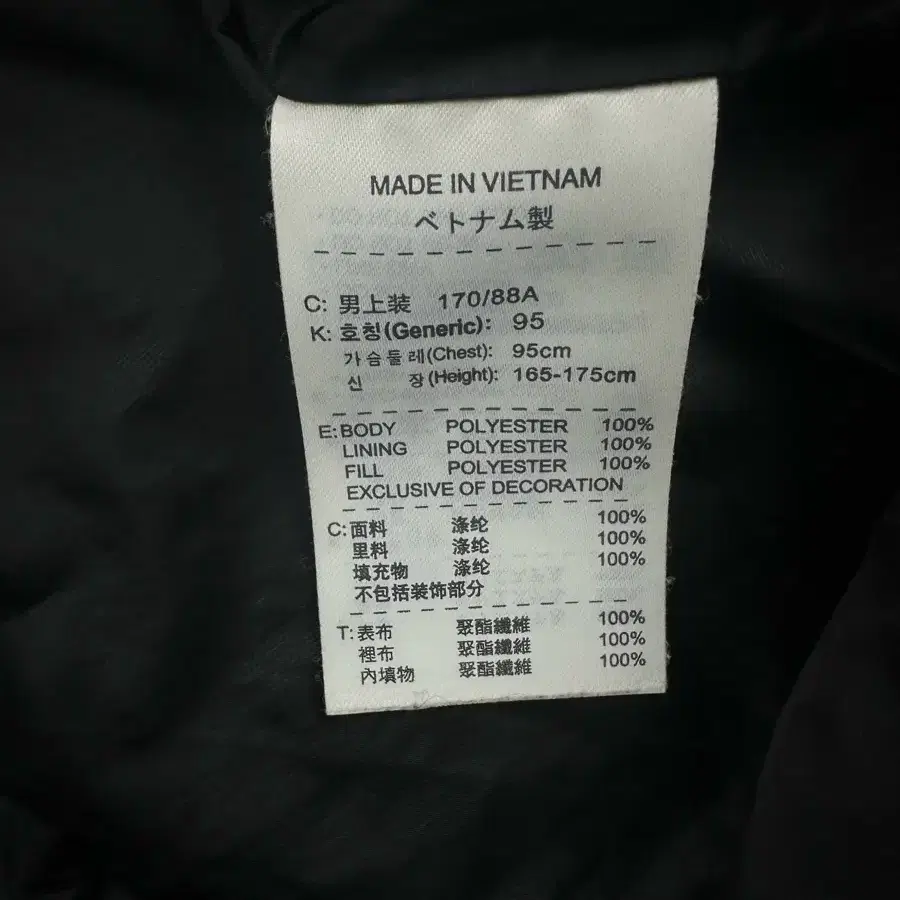 MADE IN VIETNAM
ベトナム製
C: 男上装 170/88A
K: 호칭(Generic): 95
가슴둘레(Chest): 95cm
신 장(Height): 165-175cm
E: BODY POLYESTER 100%
LINING POLYESTER 100%
FILL POLYESTER 100%
EXCLUSIVE OF DECORATION
C: 面料 涤纶 100%
里料 涤纶 100%
填充物 涤纶 100%
不包括装饰部分
T: 表布 聚酯纖維 100%
裡布 聚酯纖維 100%
內填物 聚酯纖維 100%